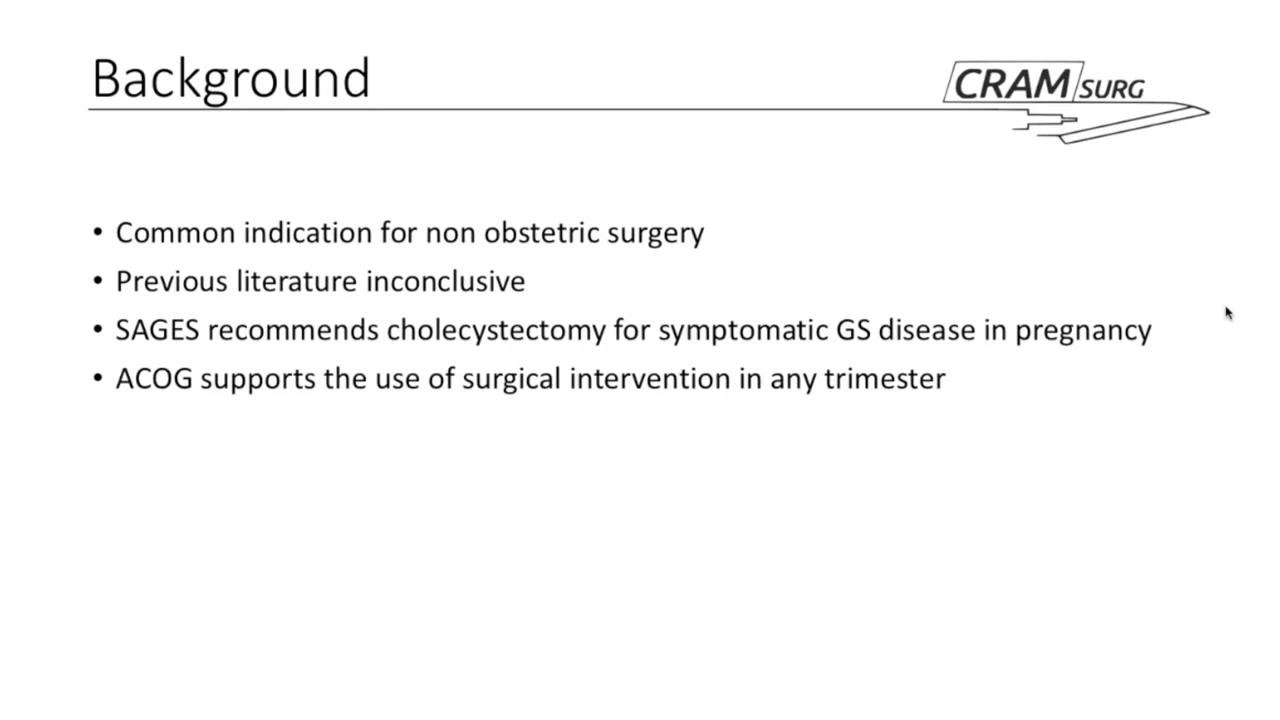 Background
CRAM SURG
• Common indication for non obstetric surgery
• Previous literature inconclusive
• SAGES recommends cholecystectomy for symptomatic GS disease in pregnancy
• ACOG supports the use of surgical intervention in any trimester